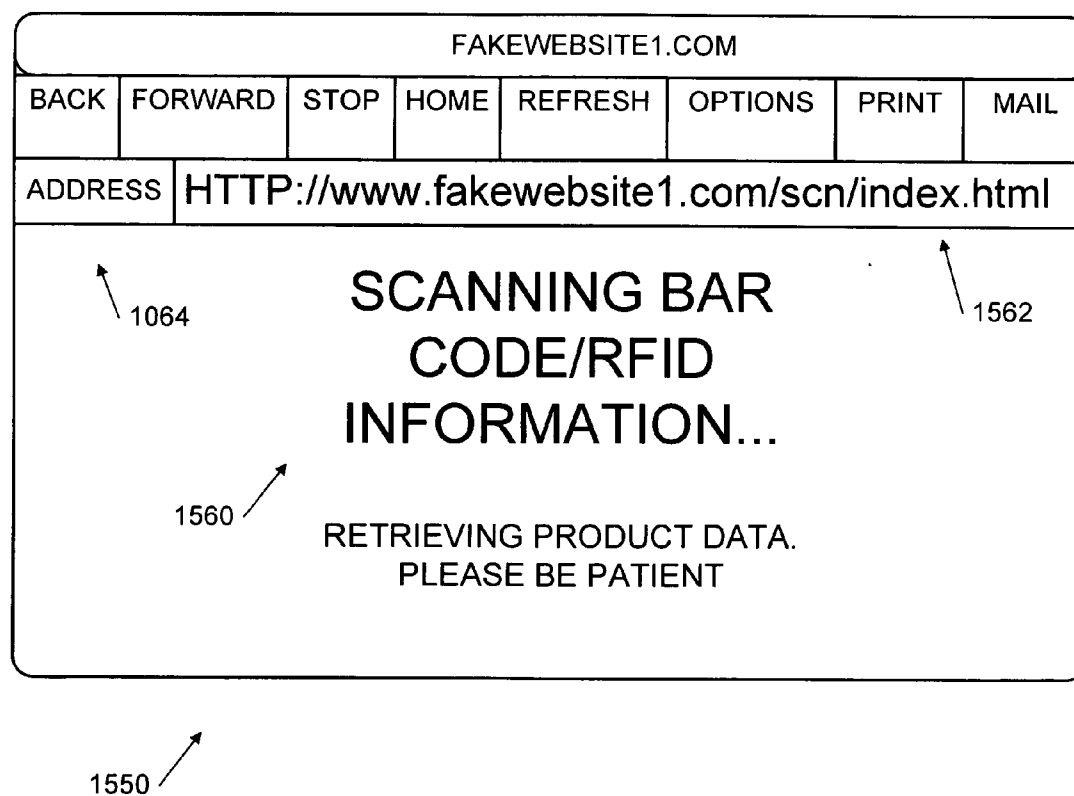 FAKEWEBSITE1.COM
BACK FORWARD STOP HOME REFRESH OPTIONS PRINT MAIL
ADDRESS HTTP://www.fakewebsite1.com/scn/index.html
1064
1562
SCANNING BAR
CODE/RFID
INFORMATION...
1560
RETRIEVING PRODUCT DATA.
PLEASE BE PATIENT
1550